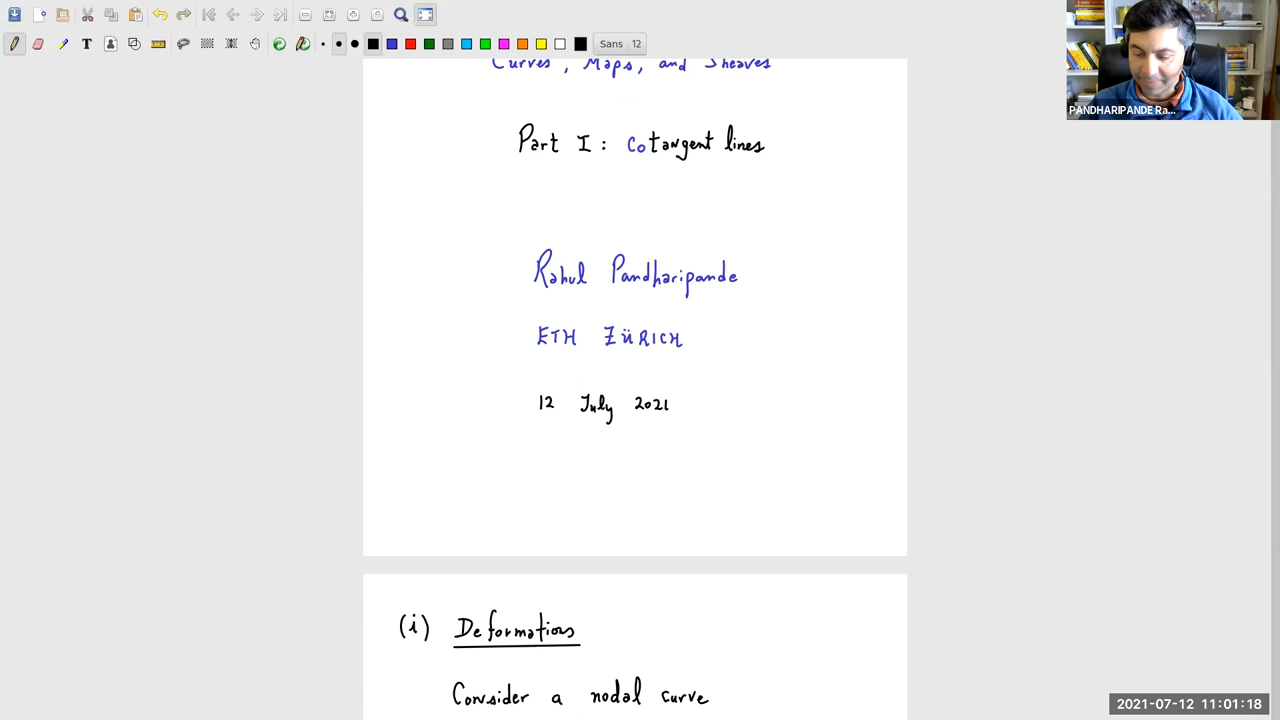 Sans 12
PANDHARIPANDE Ra...
Curves, Maps, and Sheaves
Part I: Cotangent lines
Rahul Pandharipande
ETH ZüRICH
12 July 2021
(i) Deformations
Consider a nodal curve
2021-07-12 11:01:18